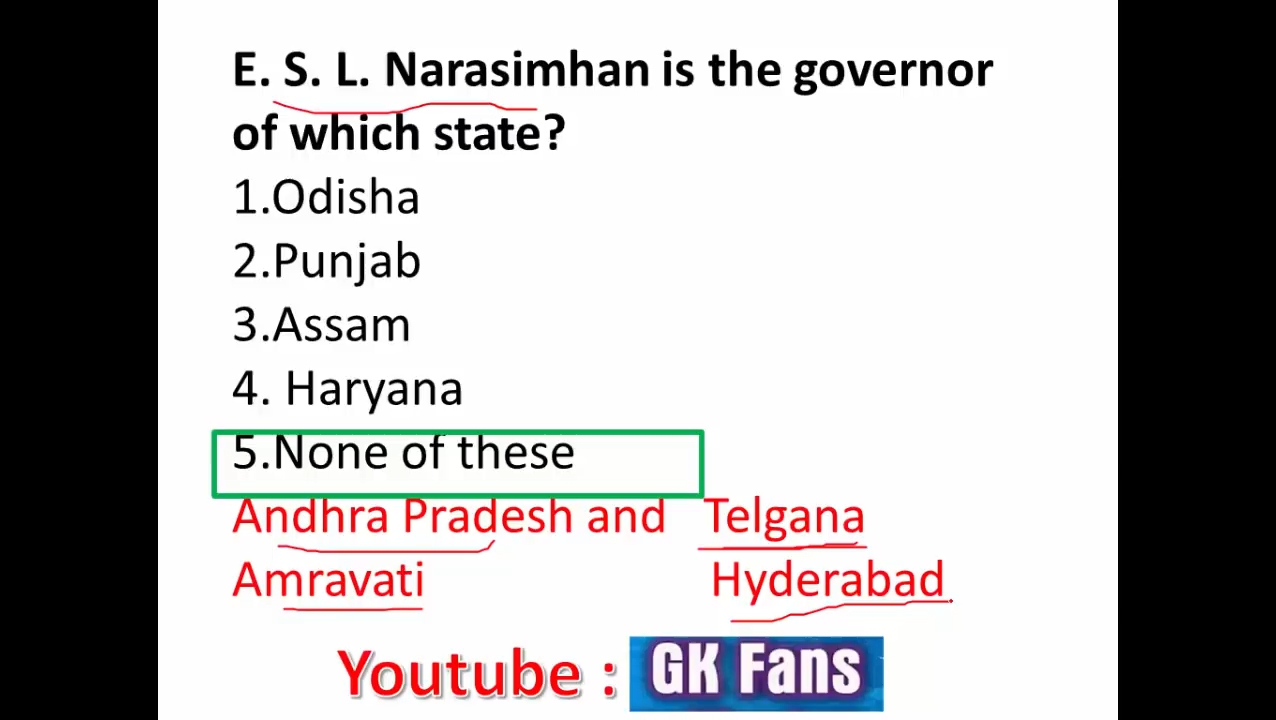 E. S. L. Narasimhan is the governor
of which state?
1.Odisha
2.Punjab
3.Assam
4. Haryana
5.None of these
Andhra Pradesh and Telgana
Amravati Hyderabad
Youtube : GK Fans